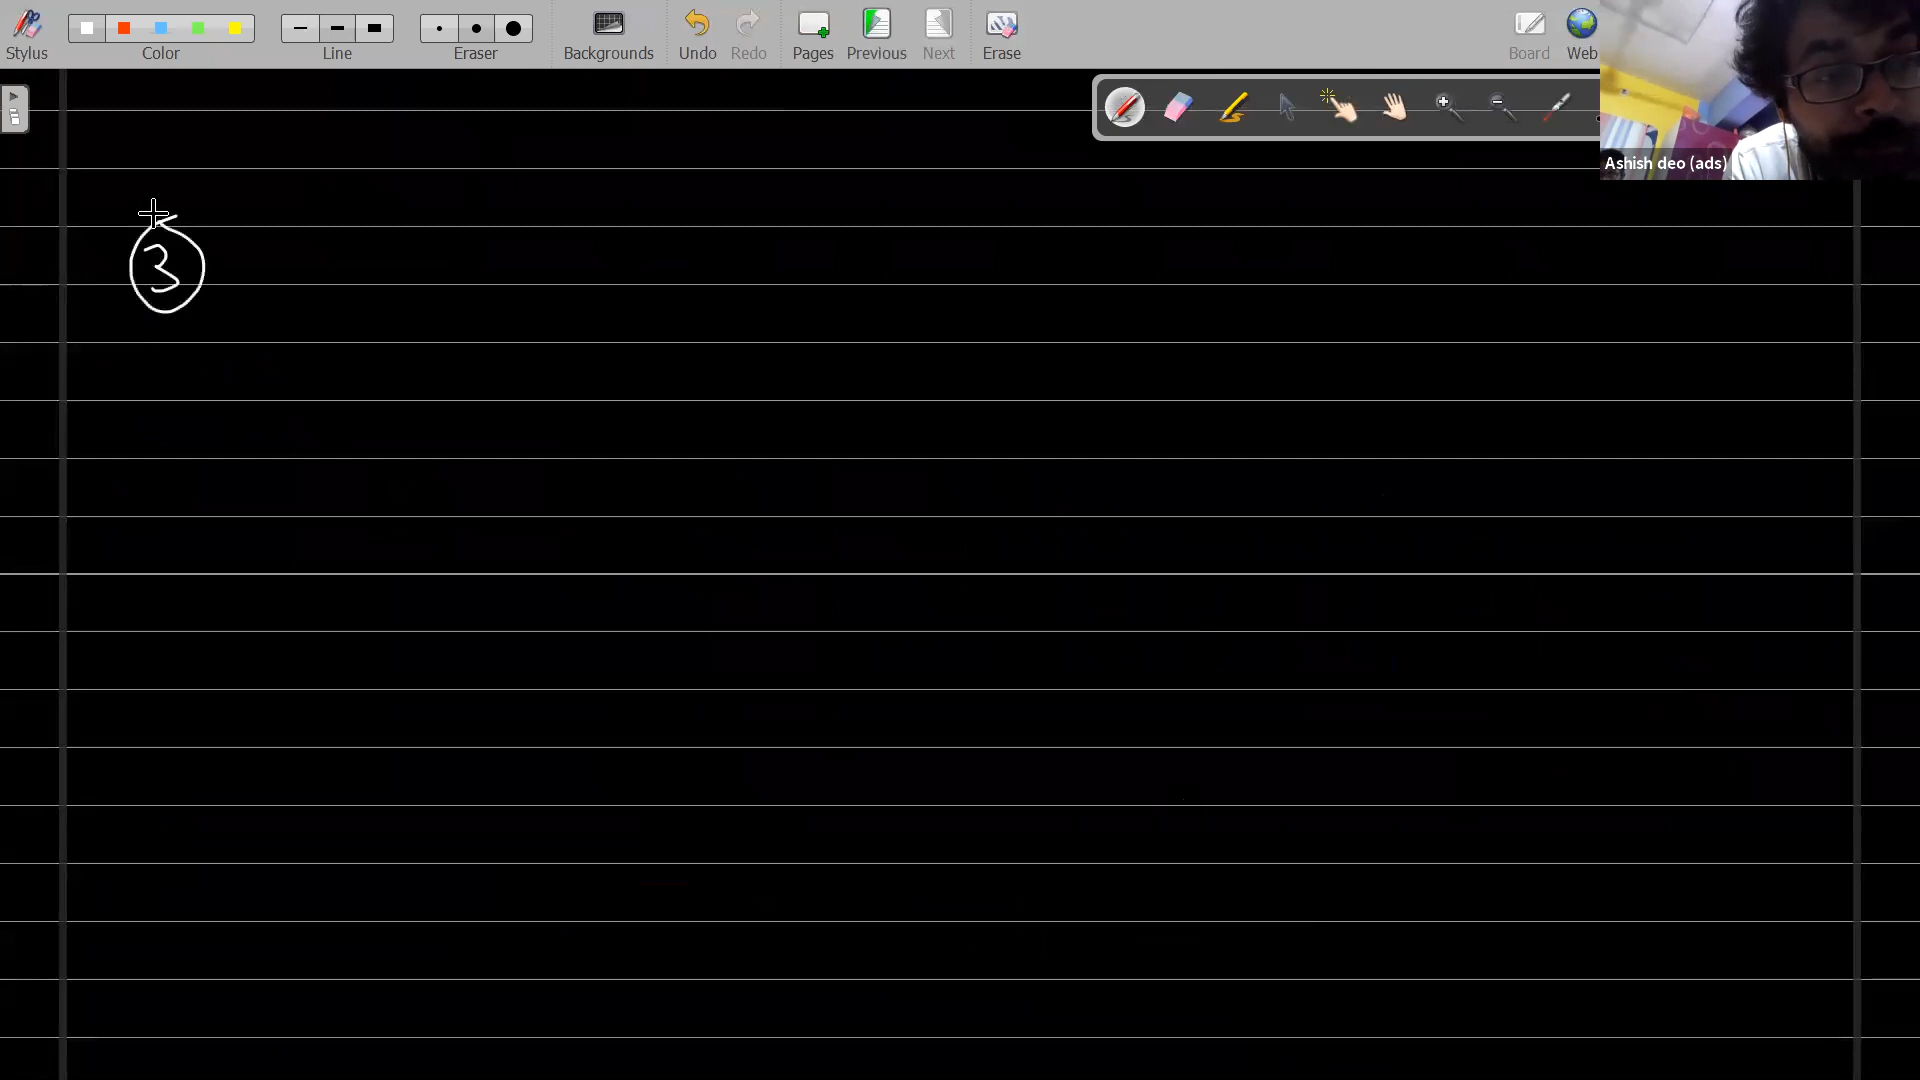 Stylus Color Line Eraser Backgrounds Undo Redo Pages Previous Next Erase Board Web
Ashish deo (ads)
3